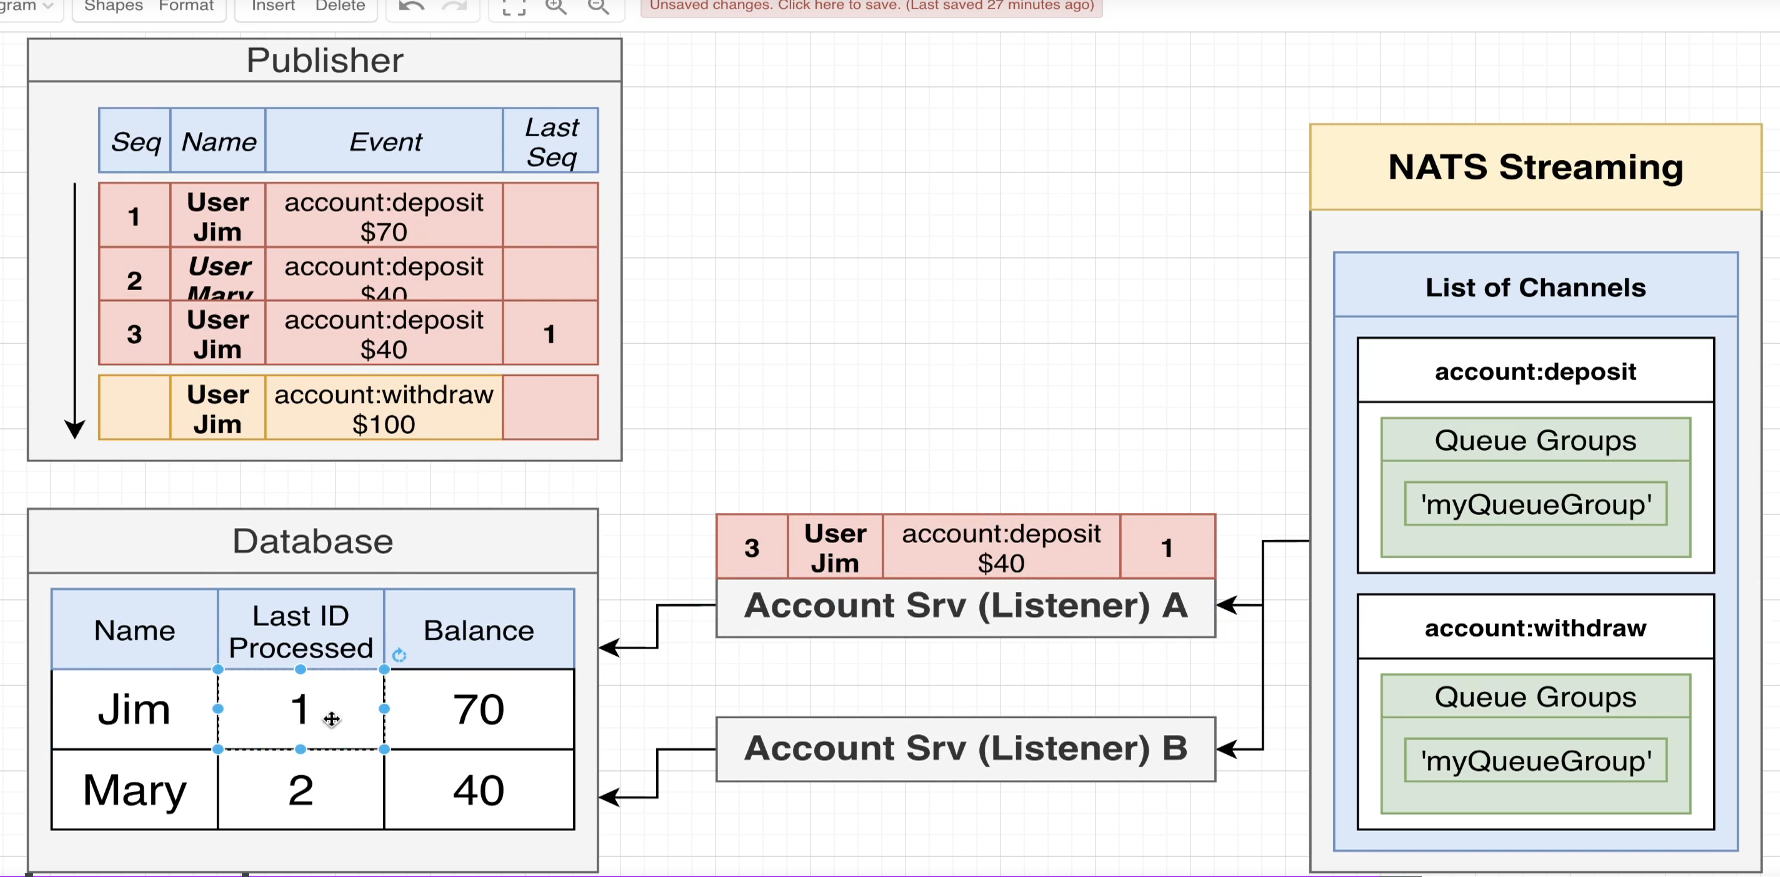 gram
Shapes
Format
Insert
Delete
Unsaved changes. Click here to save. (Last saved 27 minutes ago)
Publisher
Seq
Name
Event
Last
Seq
1
User
Jim
account:deposit
$70
2
User
Mary
account:deposit
$40
3
User
Jim
account:deposit
$40
1
User
Jim
account:withdraw
$100
Database
Name
Last ID
Processed
Balance
Jim
1
70
Mary
2
40
3
User
Jim
account:deposit
$40
1
Account Srv (Listener) A
Account Srv (Listener) B
NATS Streaming
List of Channels
account:deposit
Queue Groups
'myQueueGroup'
account:withdraw
Queue Groups
'myQueueGroup'